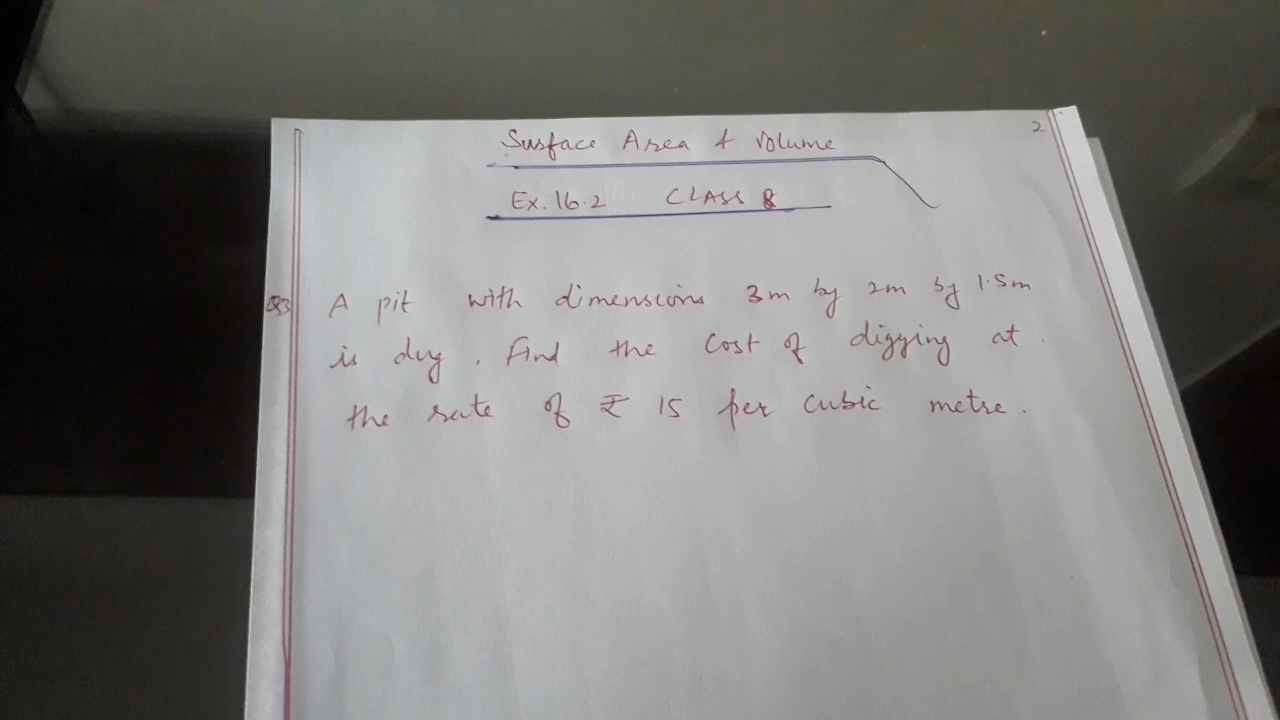 2
Surface Area & Volume
Ex. 16.2 CLASS 8
Q3 A pit with dimensions 3m by 2m by 1.5m
is dug. Find the cost of digging at
the rate of ₹ 15 per cubic metre.